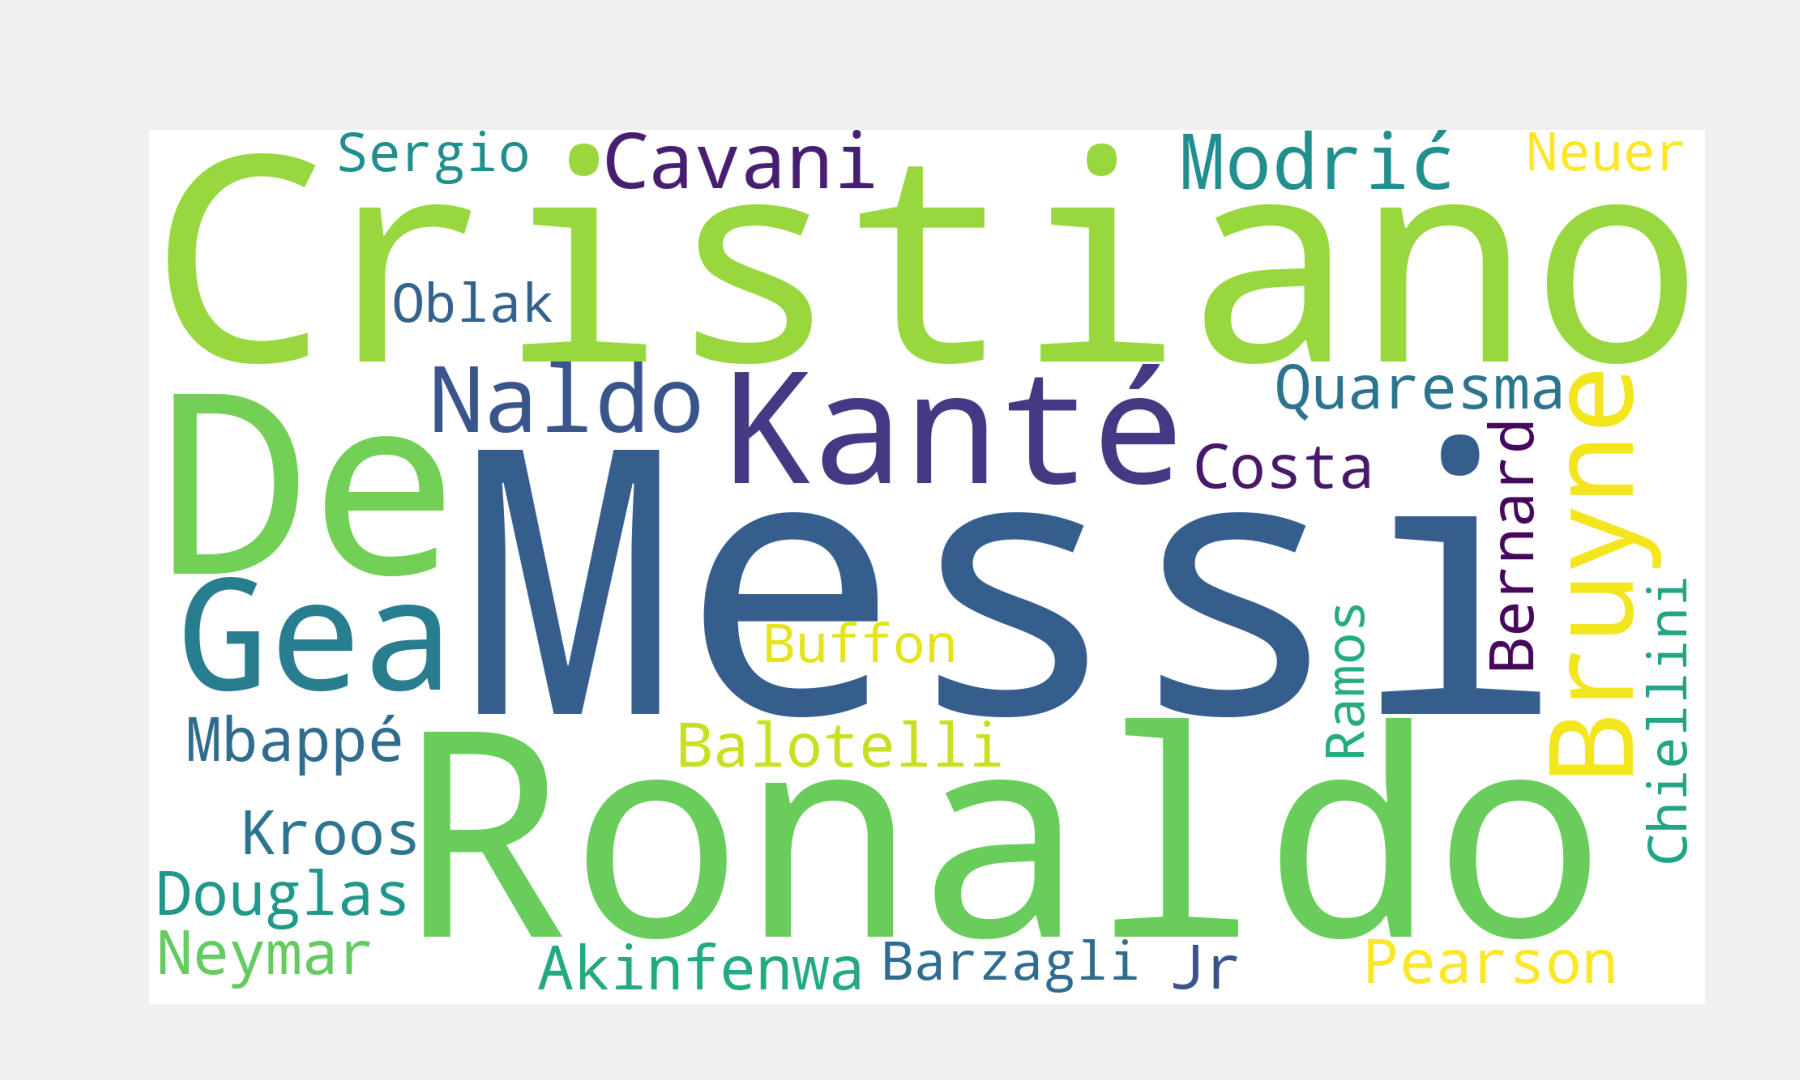 Sergio
Cavani
Modrić
Neuer
Cristiano
Oblak
Naldo
Kanté
Quaresma
De
Costa
Bernard
Bruyne
Messi
Gea
Buffon
Ramos
Chiellini
Mbappé
Balotelli
Ronaldo
Kroos
Douglas
Neymar
Akinfenwa
Barzagli
Jr
Pearson